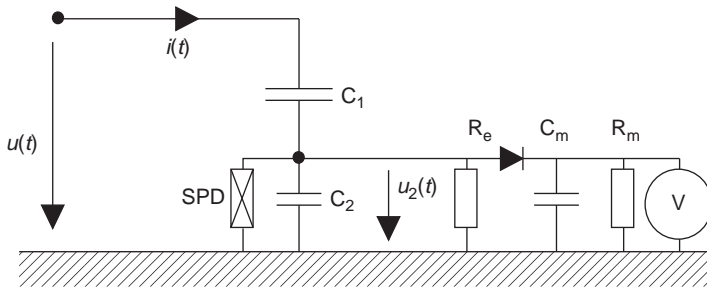 i(t)
C1
u(t)
Re
Cm
Rm
SPD
C2
u2(t)
V